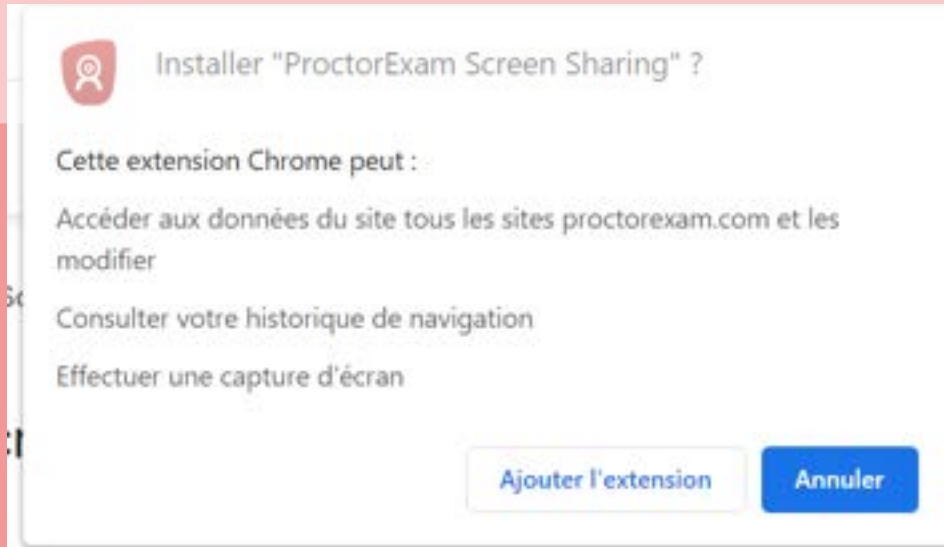 Installer "ProctorExam Screen Sharing" ?
Cette extension Chrome peut :
Accéder aux données du site tous les sites proctorexam.com et les
modifier
Consulter votre historique de navigation
Effectuer une capture d'écran
Ajouter l'extension
Annuler